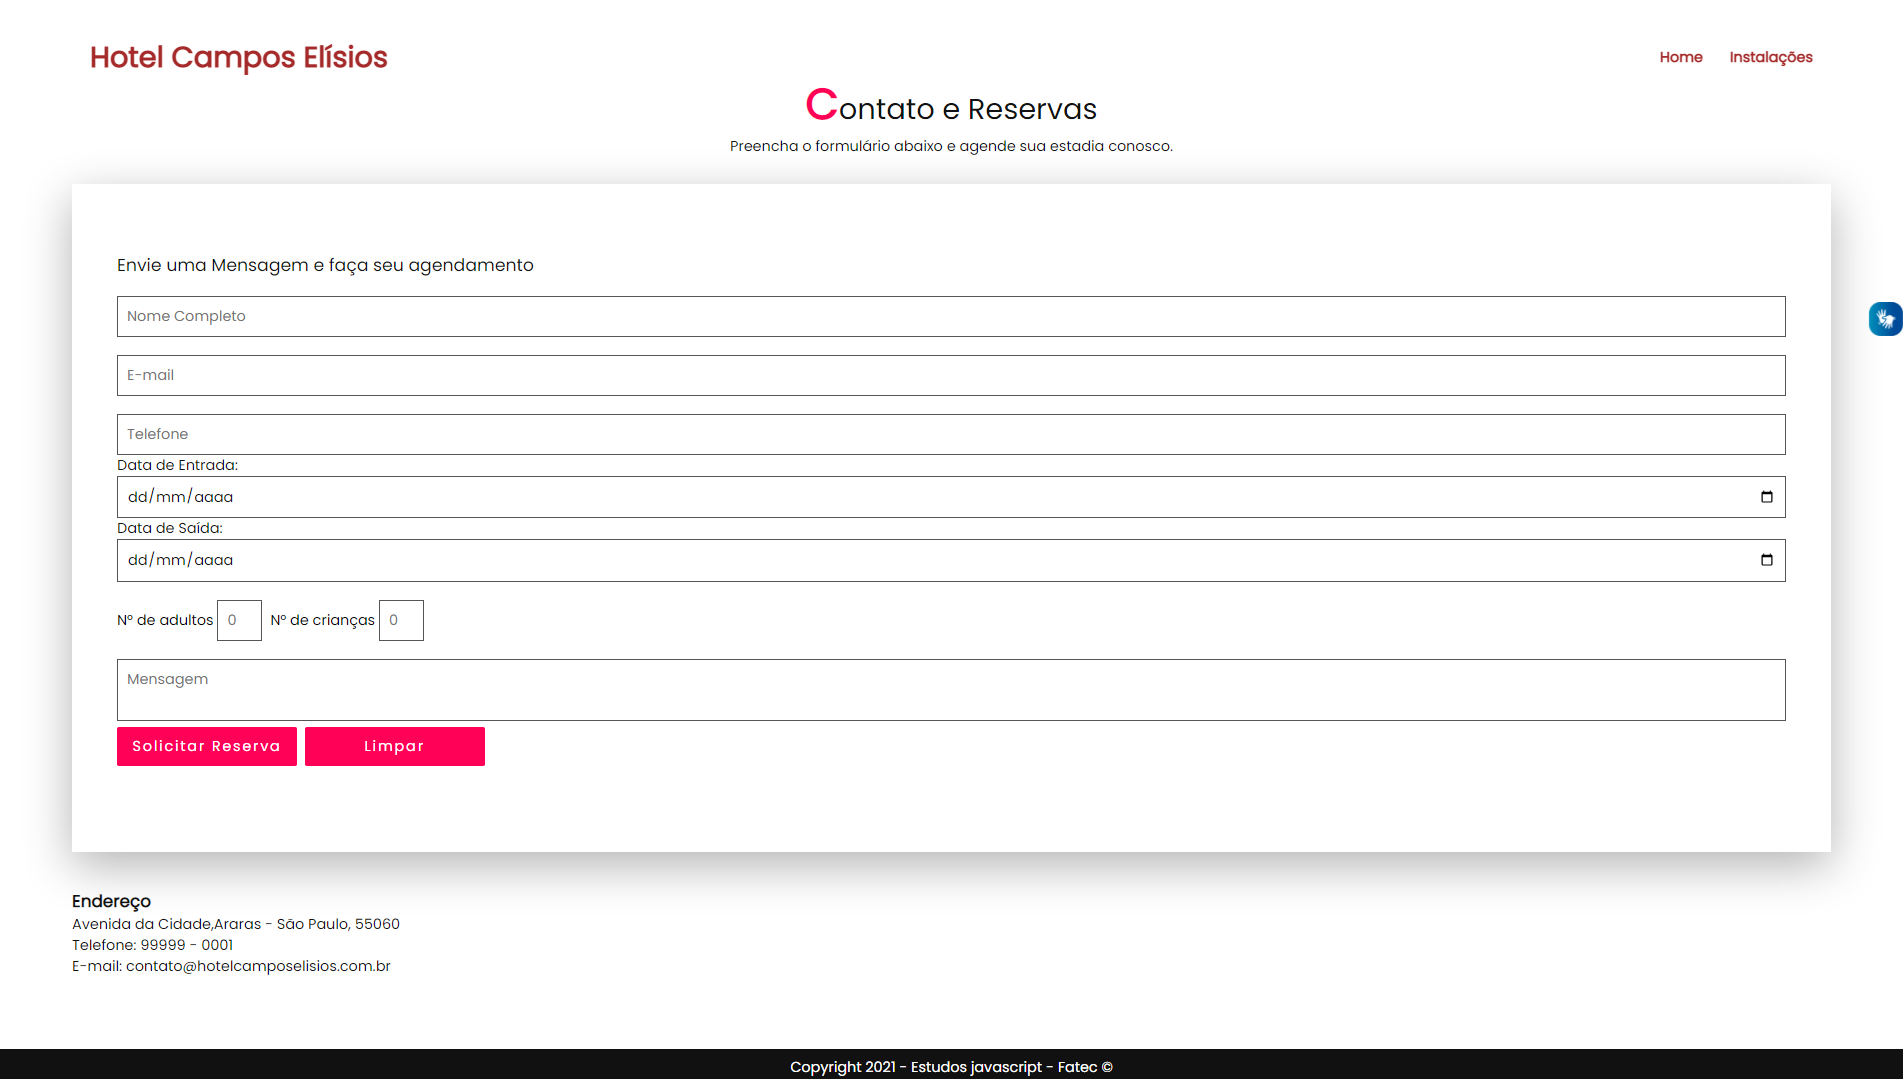 Hotel Campos Elísios
Home Instalações
Contato e Reservas
Preencha o formulário abaixo e agende sua estadia conosco.
Envie uma Mensagem e faça seu agendamento
Nome Completo
E-mail
Telefone
Data de Entrada:
dd/mm/aaaa
Data de Saída:
dd/mm/aaaa
Nº de adultos 0 Nº de crianças 0
Mensagem
Solicitar Reserva Limpar
Endereço
Avenida da Cidade,Araras - São Paulo, 55060
Telefone: 99999 - 0001
E-mail: contato@hotelcamposelisios.com.br
Copyright 2021 - Estudos javascript - Fatec ©